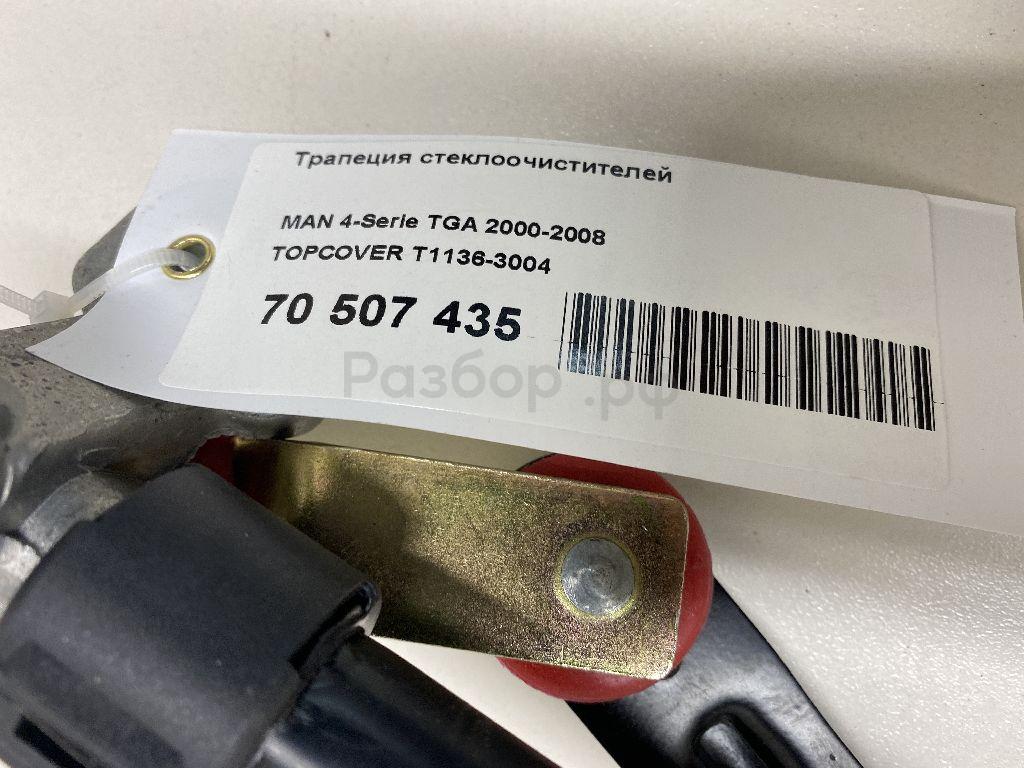 Трапеция стеклоочистителей
MAN 4-Serie TGA 2000-2008
TOPCOVER T1136-3004
70 507 435
Разбор.рф